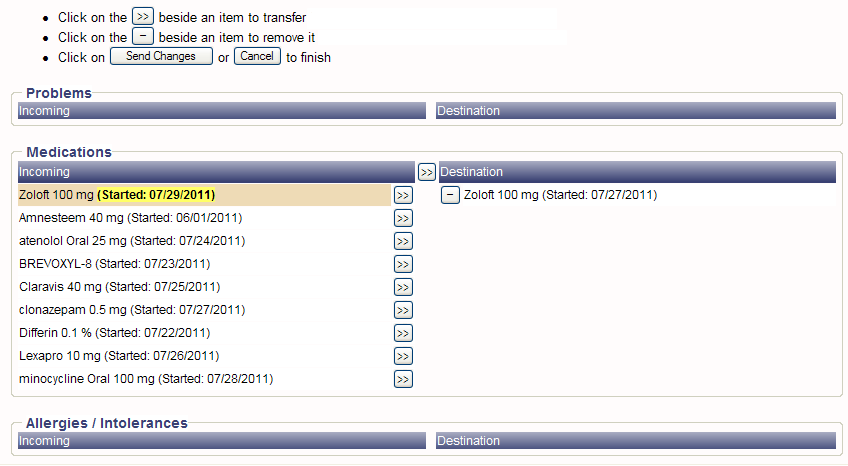 • Click on the >> beside an item to transfer
• Click on the − beside an item to remove it
• Click on Send Changes or Cancel to finish
Problems
Incoming Destination
Medications
Incoming >> Destination
Zoloft 100 mg (Started: 07/29/2011) >> − Zoloft 100 mg (Started: 07/27/2011)
Amnesteem 40 mg (Started: 06/01/2011) >>
atenolol Oral 25 mg (Started: 07/24/2011) >>
BREVOXYL-8 (Started: 07/23/2011) >>
Claravis 40 mg (Started: 07/25/2011) >>
clonazepam 0.5 mg (Started: 07/27/2011) >>
Differin 0.1 % (Started: 07/22/2011) >>
Lexapro 10 mg (Started: 07/26/2011) >>
minocycline Oral 100 mg (Started: 07/28/2011) >>
Allergies / Intolerances
Incoming Destination